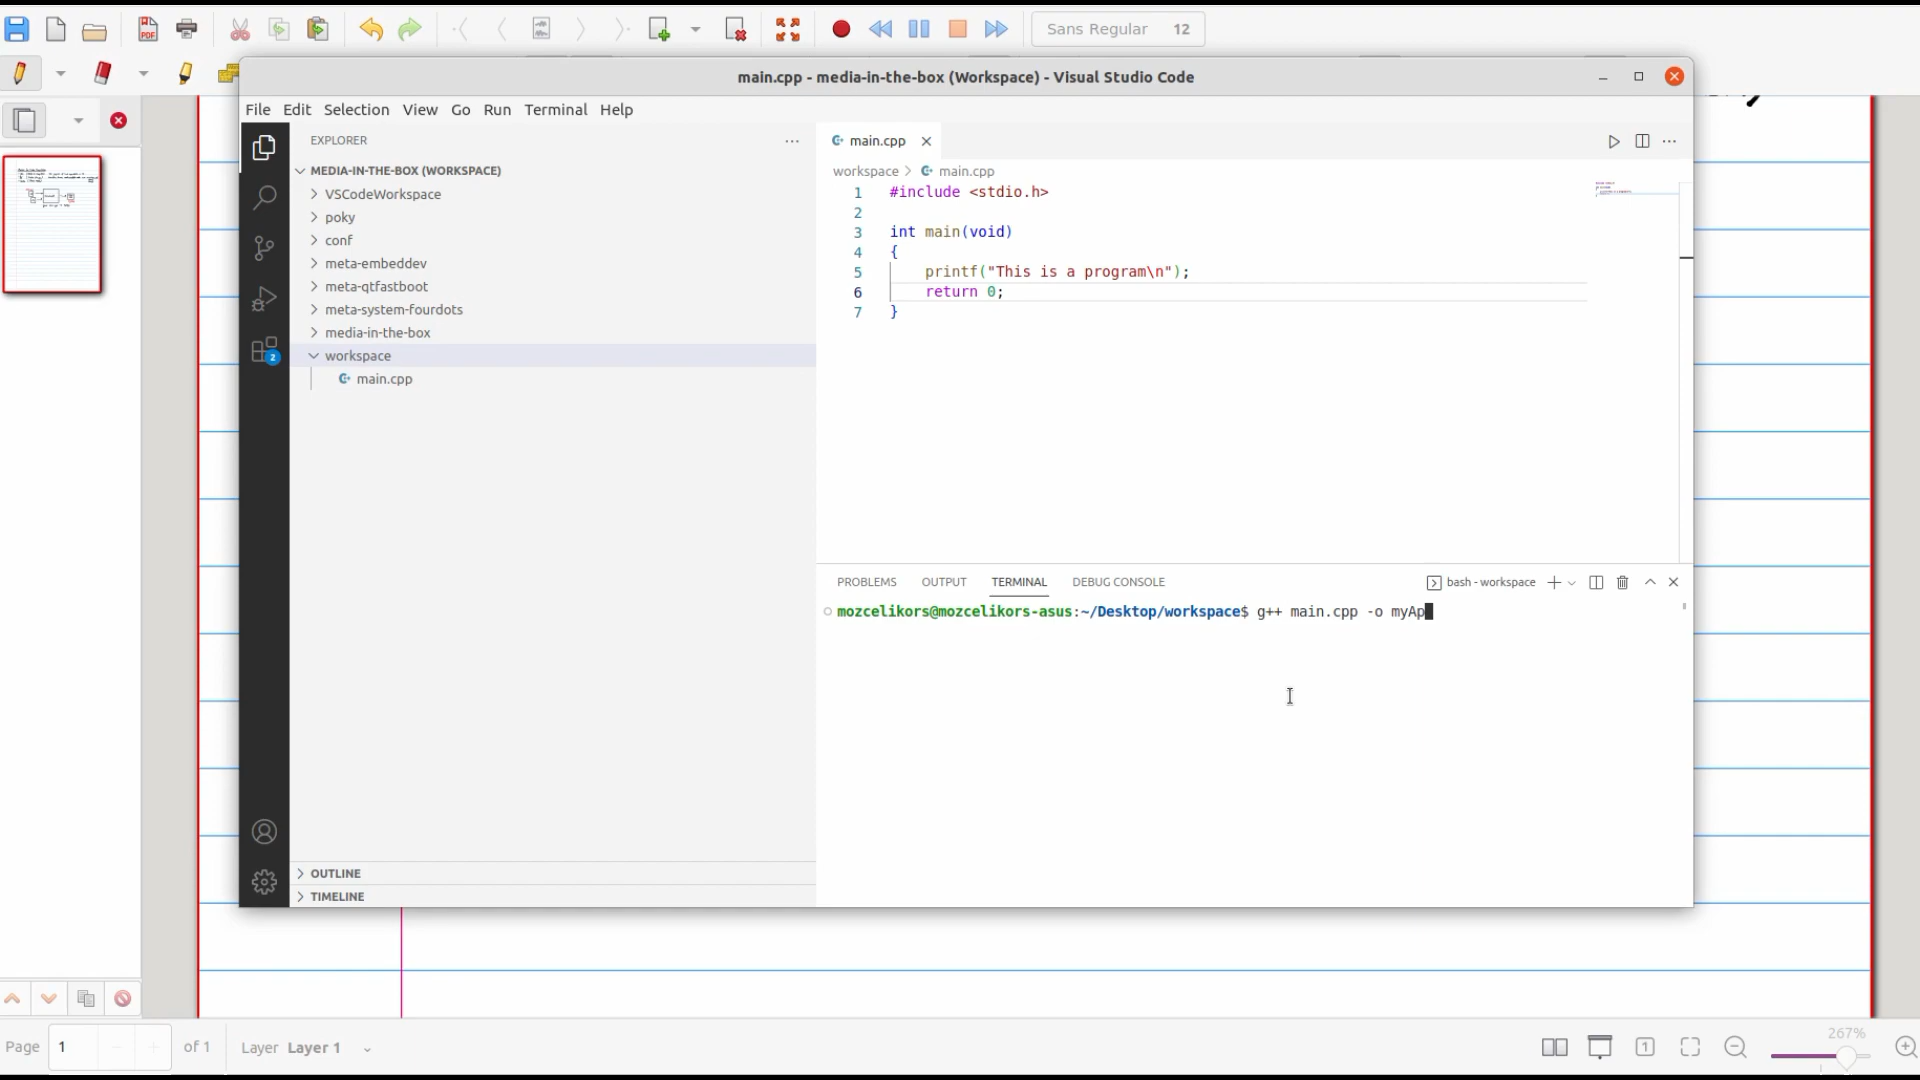 Sans Regular 12
main.cpp - media-in-the-box (Workspace) - Visual Studio Code
File Edit Selection View Go Run Terminal Help
EXPLORER
main.cpp
MEDIA-IN-THE-BOX (WORKSPACE)
VSCodeWorkspace
poky
conf
meta-embeddev
meta-qtfastboot
meta-system-fourdots
media-in-the-box
workspace
main.cpp
OUTLINE
TIMELINE
workspace > main.cpp
1 #include <stdio.h>
2
3 int main(void)
4 {
5 printf("This is a program\n");
6 return 0;
7 }
2
PROBLEMS OUTPUT TERMINAL DEBUG CONSOLE
bash - workspace
mozcelikors@mozcelikors-asus:~/Desktop/workspace$ g++ main.cpp -o myAp
Page 1 of 1 Layer Layer 1
1
267%